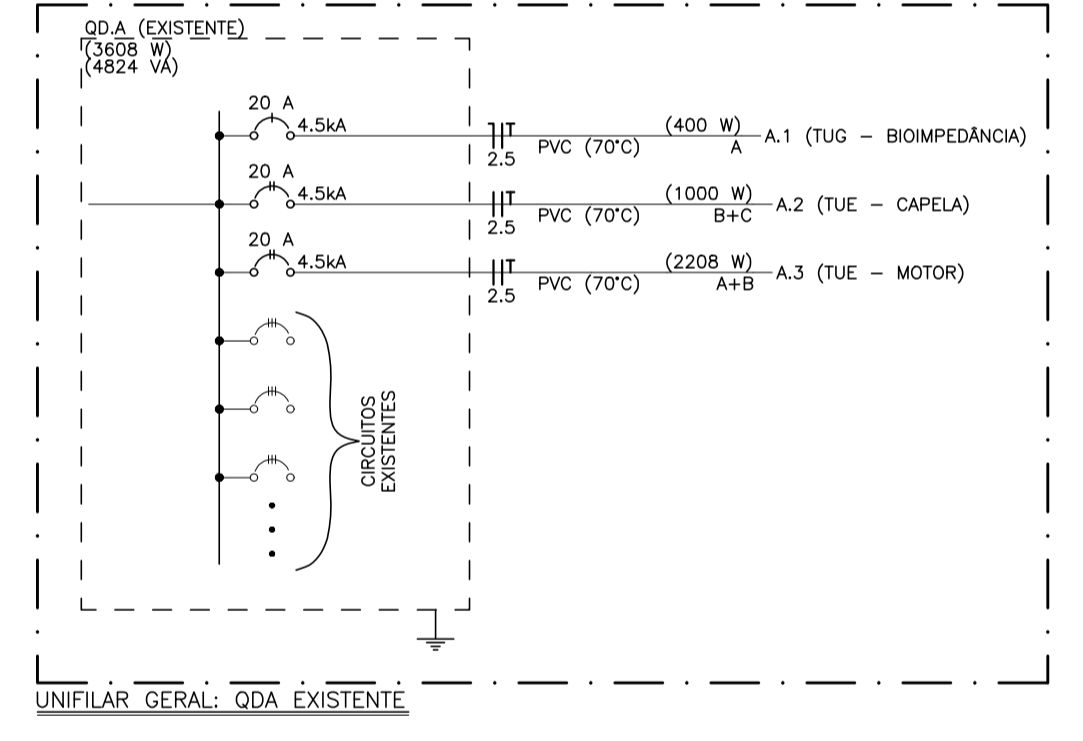 QD.A (EXISTENTE)
(3608 W)
(4824 VA)
20 A
4.5kA
2.5
PVC (70°C)
(400 W)
A
A.1 (TUG – BIOIMPEDÂNCIA)
20 A
4.5kA
2.5
PVC (70°C)
(1000 W)
B+C
A.2 (TUE – CAPELA)
20 A
4.5kA
2.5
PVC (70°C)
(2208 W)
A+B
A.3 (TUE – MOTOR)
CIRCUITOS
EXISTENTES
UNIFILAR GERAL: QDA EXISTENTE